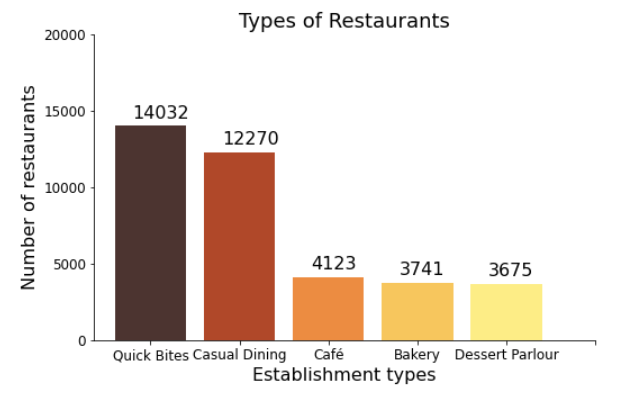 Types of Restaurants
Number of restaurants
20000
15000
10000
5000
0
14032
12270
4123
3741
3675
Quick Bites Casual Dining Café Bakery Dessert Parlour
Establishment types